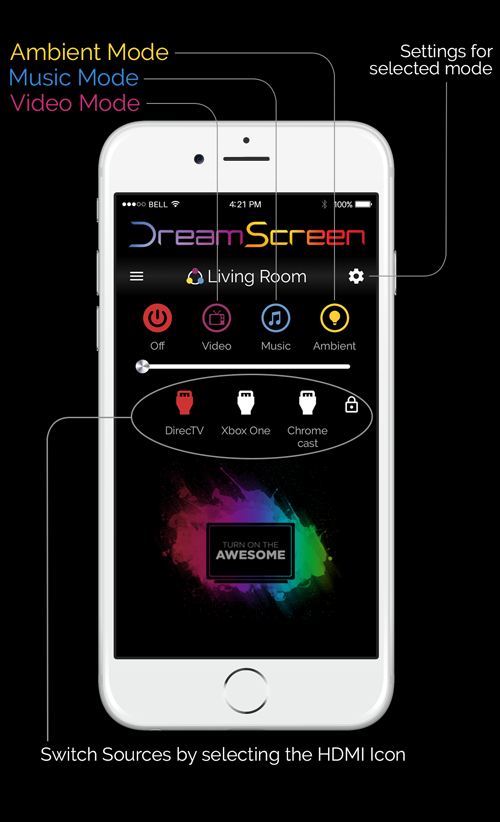 Ambient Mode
Music Mode
Video Mode
Settings for
selected mode
BELL 4:21 PM 100%
DreamScreen
Living Room
Off Video Music Ambient
DirecTV Xbox One Chrome
cast
TURN ON THE
AWESOME
Switch Sources by selecting the HDMI Icon